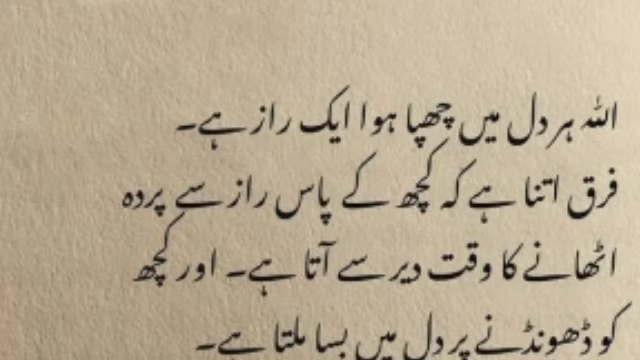 اللہ ہر دل میں چھپا ہوا ایک راز ہے۔
فرق اتنا ہے کہ کچھ کے پاس راز سے پردہ
اٹھانے کا وقت دیر سے آتا ہے۔ اور کچھ
کو ڈھونڈنے پر دل میں بسا ملتا ہے۔